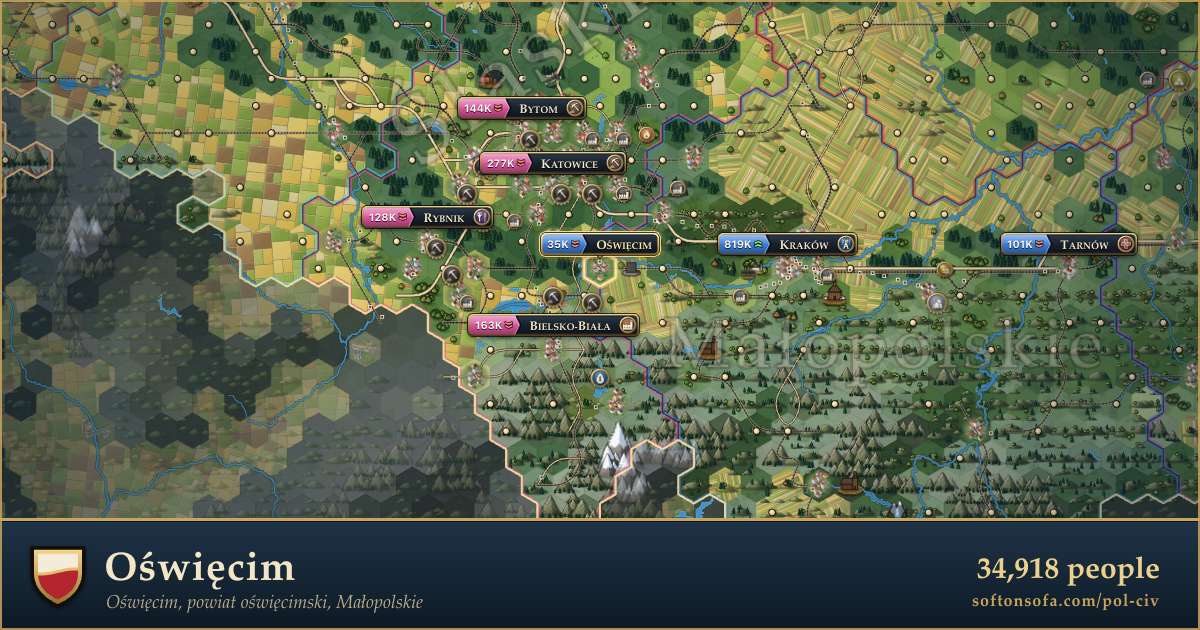 144K BYTOM
277K KATOWICE
128K RYBNIK
35K OŚWIĘCIM
819K KRAKÓW
101K TARNÓW
163K BIELSKO-BIAŁA
Małopolskie
Oświęcim
34,918 people
Oświęcim, powiat oświęcimski, Małopolskie
softonsofa.com/pol-civ